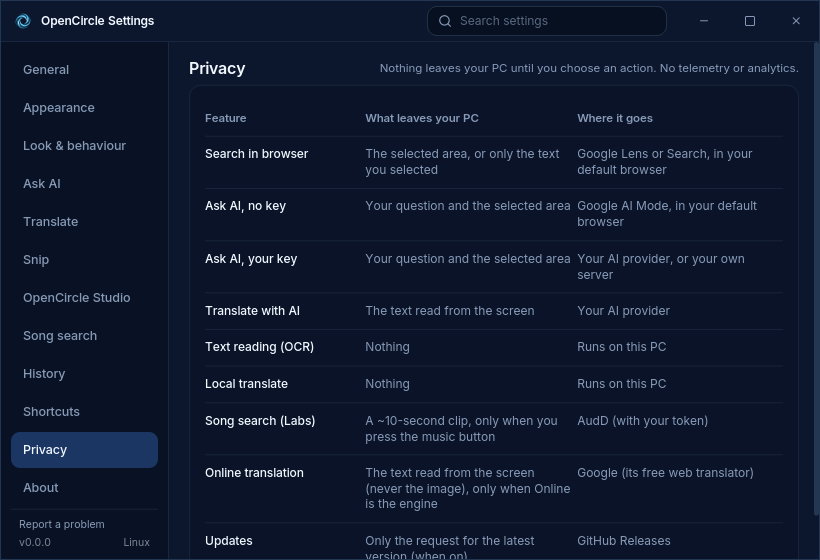 OpenCircle Settings
Search settings
General
Appearance
Look & behaviour
Ask AI
Translate
Snip
OpenCircle Studio
Song search
History
Shortcuts
Privacy
About
Report a problem
v0.0.0 Linux
Privacy
Nothing leaves your PC until you choose an action. No telemetry or analytics.
Feature What leaves your PC Where it goes
Search in browser
The selected area, or only the text
you selected
Google Lens or Search, in your
default browser
Ask AI, no key
Your question and the selected area
Google AI Mode, in your default
browser
Ask AI, your key
Your question and the selected area
Your AI provider, or your own
server
Translate with AI
The text read from the screen
Your AI provider
Text reading (OCR)
Nothing
Runs on this PC
Local translate
Nothing
Runs on this PC
Song search (Labs)
A ~10-second clip, only when you
press the music button
AudD (with your token)
Online translation
The text read from the screen
(never the image), only when Online
is the engine
Google (its free web translator)
Updates
Only the request for the latest
version (when on)
GitHub Releases